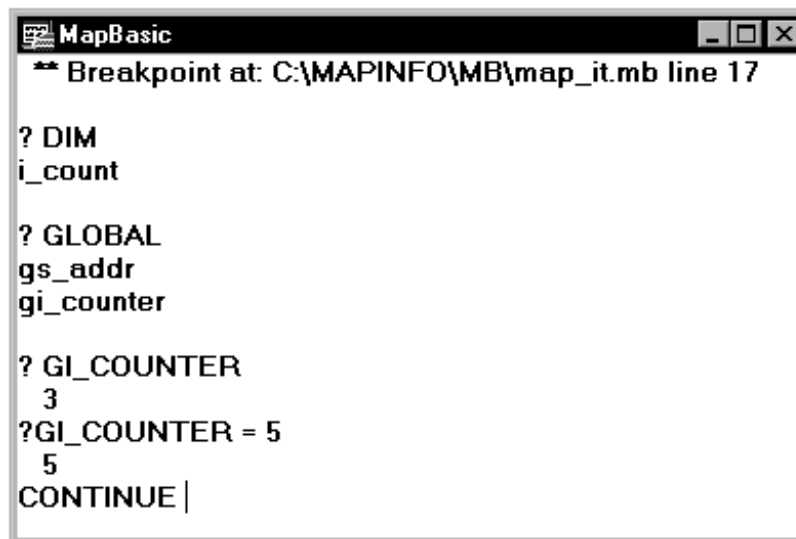 MapBasic
** Breakpoint at: C:\MAPINFO\MB\map_it.mb line 17
? DIM
i_count
? GLOBAL
gs_addr
gi_counter
? GI_COUNTER
3
?GI_COUNTER = 5
5
CONTINUE